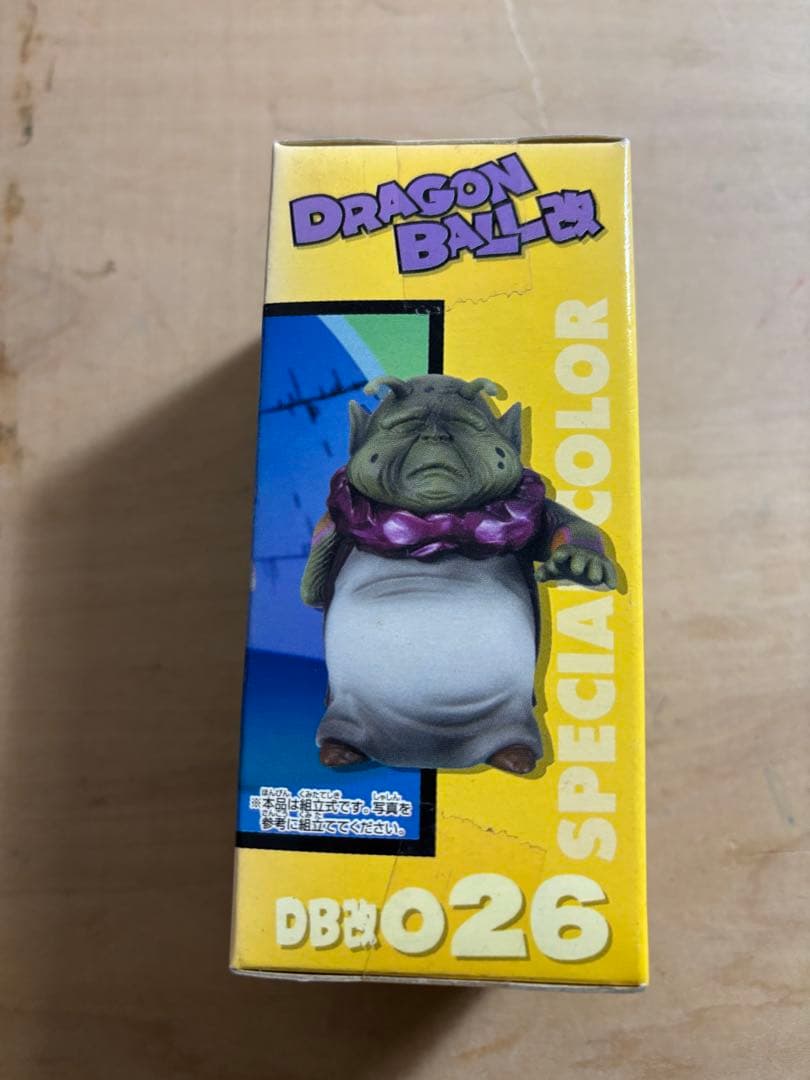 DRAGON
BALL改
SPECIAL COLOR
※本品は組立式です。写真を
参考に組立ててください。
DB改026